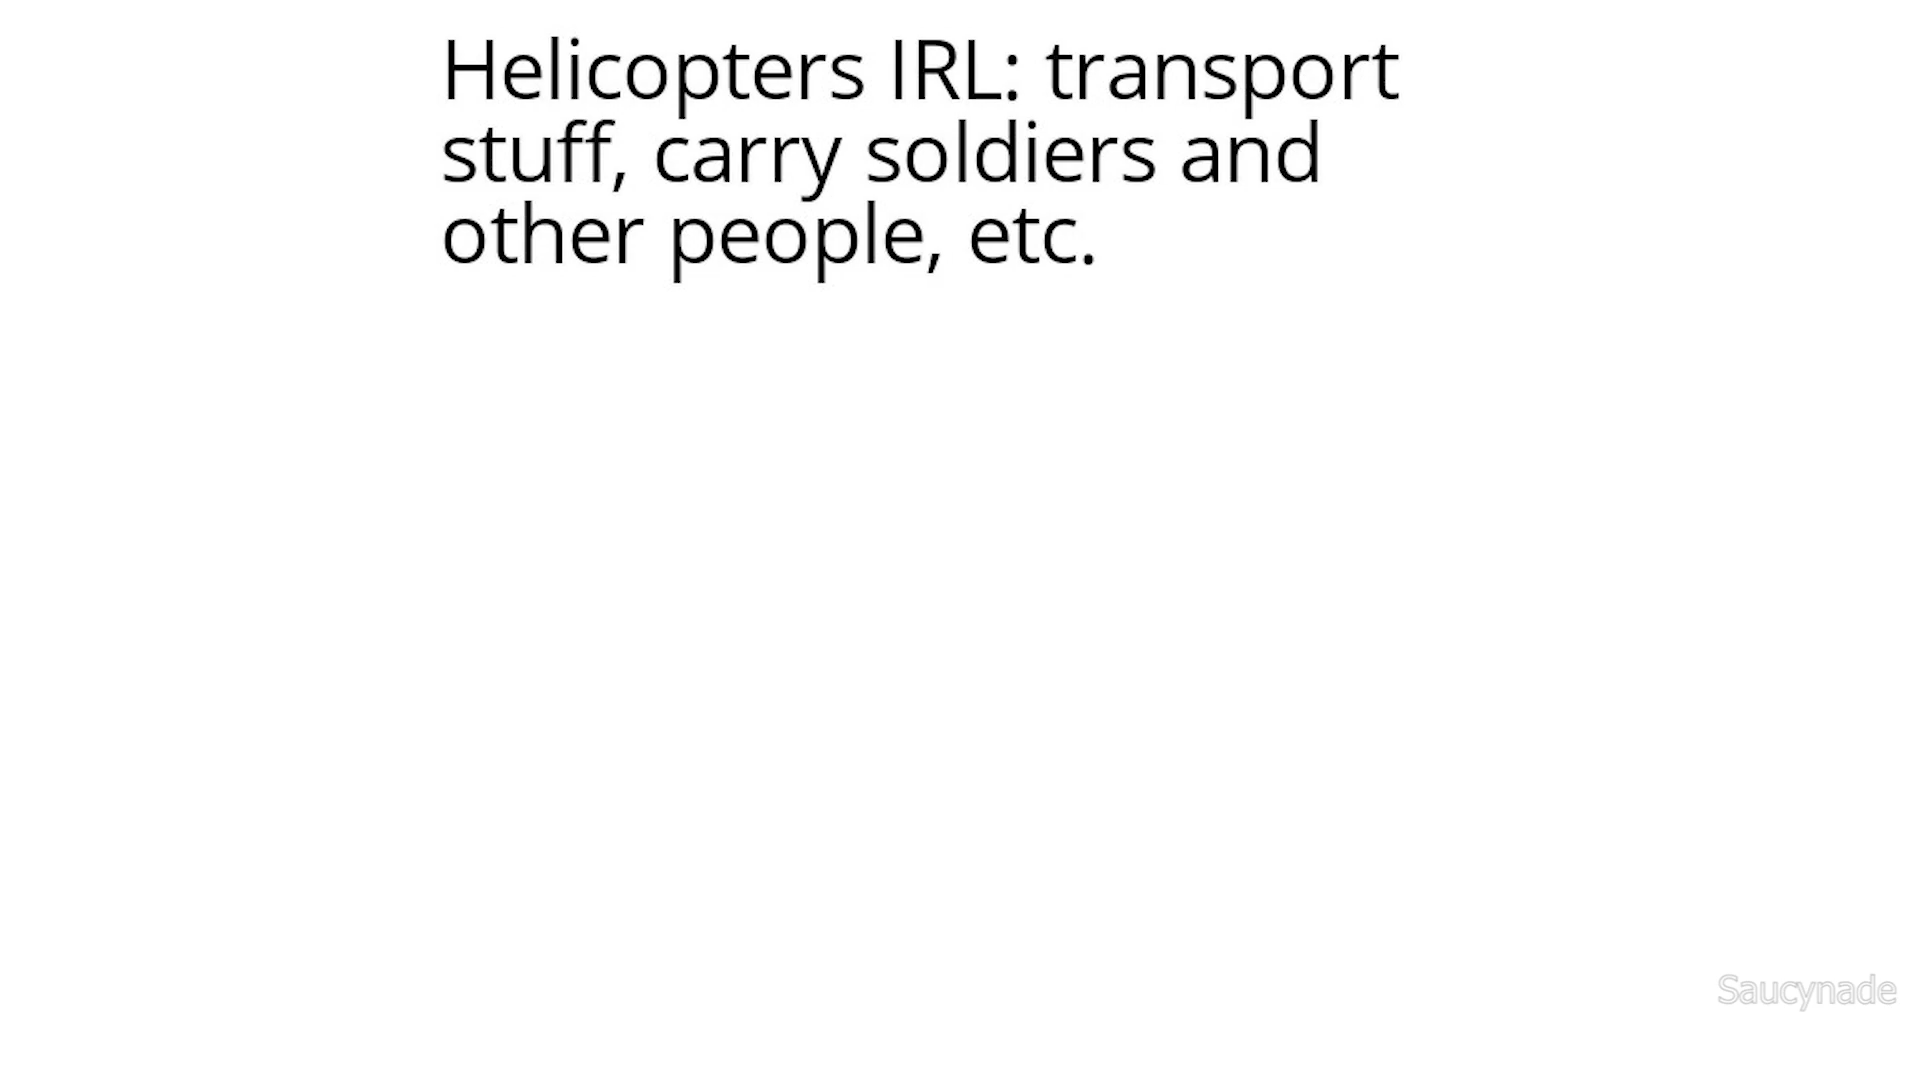 Helicopters IRL: transport
stuff, carry soldiers and
other people, etc.
Saucynade